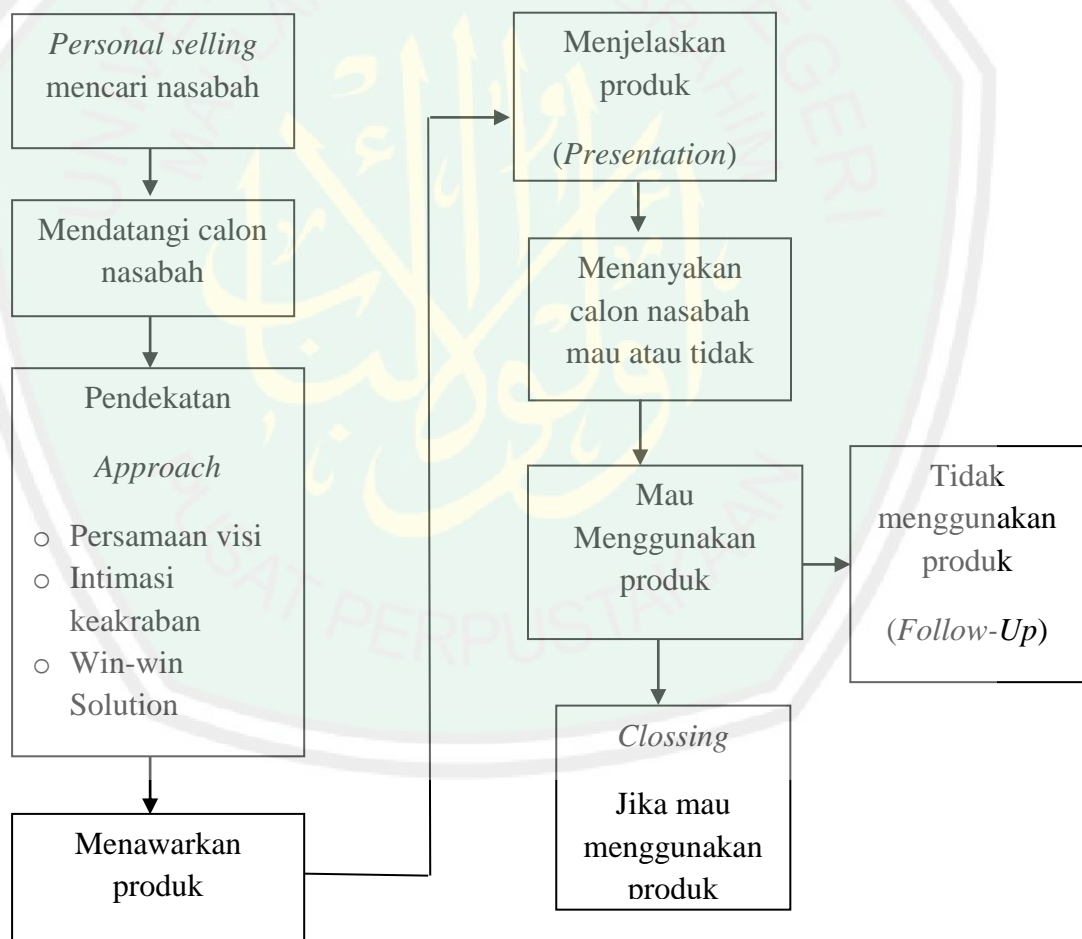 Personal selling
mencari nasabah
Mendatangi calon
nasabah
Pendekatan
Approach
o Persamaan visi
o Intimasi
keakraban
o Win-win
Solution
Menawarkan
produk
Menjelaskan
produk
(Presentation)
Menanyakan
calon nasabah
mau atau tidak
Mau
Menggunakan
produk
Tidak
menggunakan
produk
(Follow-Up)
Clossing
Jika mau
menggunakan
produk
PUSAT PERPUSTAKAAN